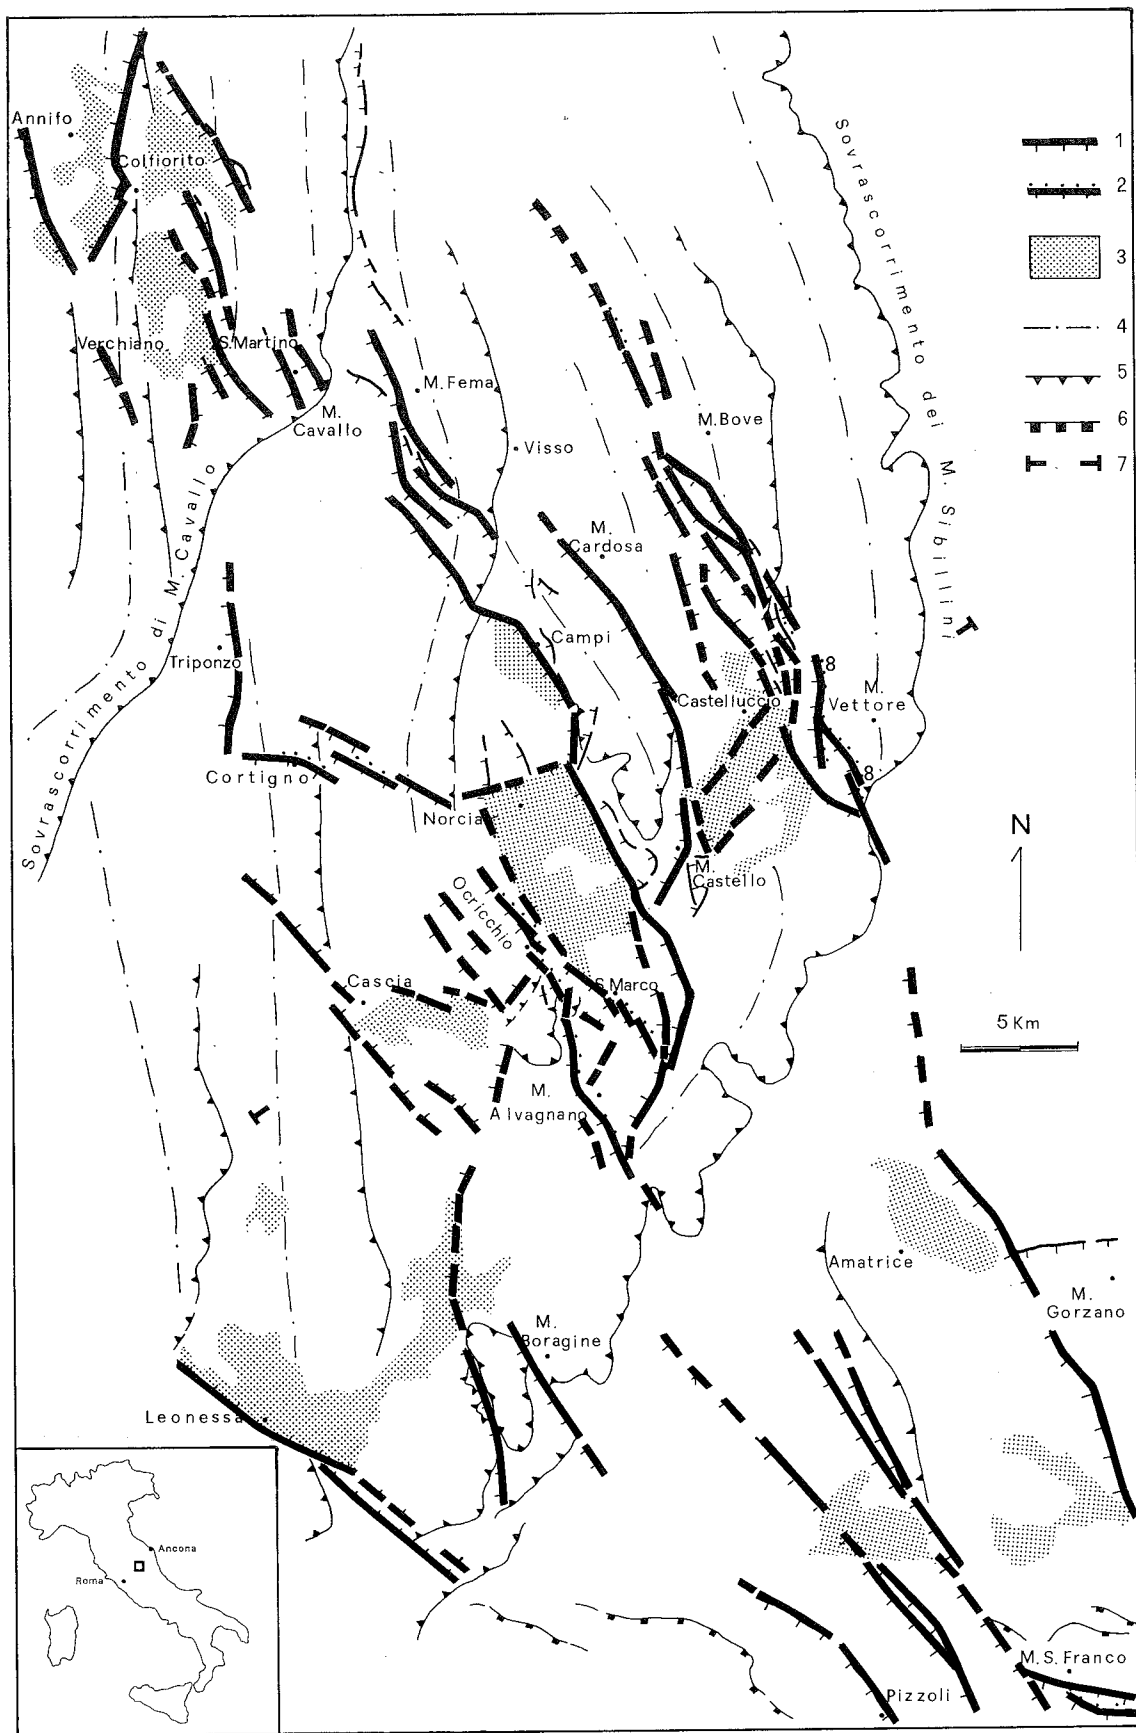 Annifo
Colfiorito
Verchiano
S. Martino
M. Cavallo
M. Fema
Visso
M. Bove
Sovrascorrimento dei M. Sibillini
1
2
3
4
5
6
7
Sovrascorrimento di M. Cavallo
M. Cardosa
Triponzo
Campi
Castelluccio
8
M. Vettore
8
Cortigno
Norcia
M. Castello
N
Ocricchio
Cascia
S. Marco
5 Km
M. Alvagnano
Amatrice
M. Gorzano
M. Boragine
Leonessa
Ancona
Roma
M. S. Franco
Pizzoli